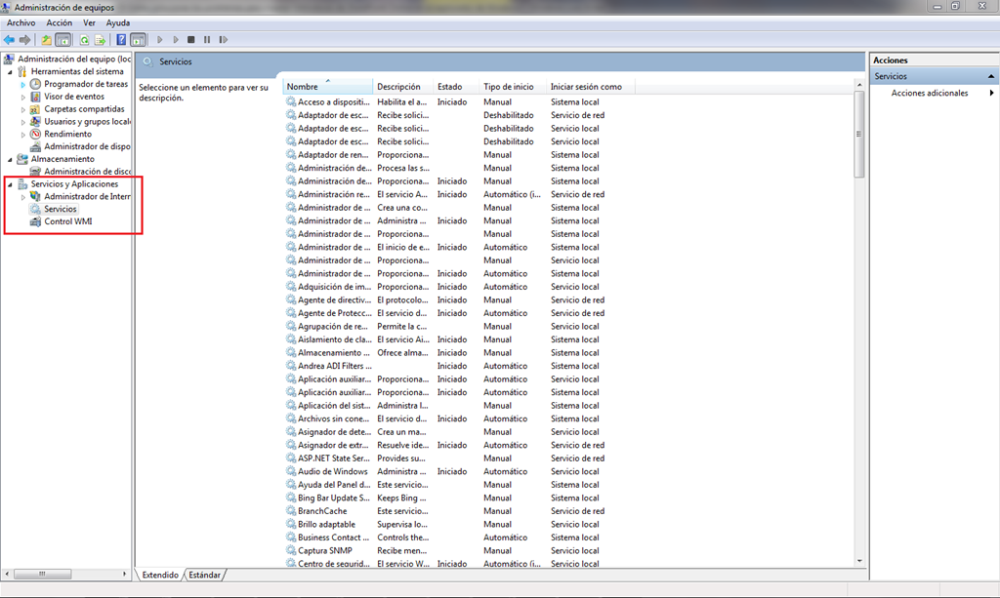 Administración de equipos
Archivo Acción Ver Ayuda
Administración del equipo (loc
Herramientas del sistema
Programador de tareas
Visor de eventos
Carpetas compartidas
Usuarios y grupos locale
Rendimiento
Administrador de dispo
Almacenamiento
Administración de disco
Servicios y Aplicaciones
Administrador de Intern
Servicios
Control WMI
Servicios
Seleccione un elemento para ver su
descripción.
Nombre Descripción Estado Tipo de inicio Iniciar sesión como
Acceso a dispositi... Habilita el a... Iniciado Manual Sistema local
Adaptador de esc... Recibe solici... Deshabilitado Servicio de red
Adaptador de esc... Recibe solici... Deshabilitado Servicio local
Adaptador de esc... Recibe solici... Deshabilitado Servicio local
Adaptador de ren... Proporciona... Manual Sistema local
Administración de... Procesa las s... Manual Sistema local
Administración de... Proporciona... Iniciado Manual Sistema local
Administración re... El servicio A... Iniciado Automático (i... Servicio de red
Administrador de ... Crea una co... Manual Sistema local
Administrador de ... Administra ... Iniciado Manual Sistema local
Administrador de ... Proporciona... Manual Sistema local
Administrador de ... El inicio de e... Iniciado Automático Sistema local
Administrador de ... Proporciona... Manual Servicio local
Administrador de ... Proporciona... Iniciado Automático Sistema local
Adquisición de im... Proporciona... Iniciado Automático Servicio local
Agente de directiv... El protocolo... Iniciado Manual Servicio de red
Agente de Protecc... El servicio d... Iniciado Automático Servicio de red
Agrupación de re... Permite la c... Manual Servicio local
Aislamiento de cla... El servicio Ai... Iniciado Manual Sistema local
Almacenamiento ... Ofrece alma... Iniciado Manual Sistema local
Andrea ADI Filters ... Iniciado Automático Sistema local
Aplicación auxiliar... Proporciona... Iniciado Automático Servicio local
Aplicación auxiliar... Proporciona... Iniciado Automático Sistema local
Aplicación del sist... Administra l... Manual Sistema local
Archivos sin cone... El servicio d... Iniciado Automático Sistema local
Asignador de dete... Crea un ma... Manual Servicio local
Asignador de extr... Resuelve ide... Iniciado Automático Servicio de red
ASP.NET State Ser... Provides su... Manual Servicio de red
Audio de Windows Administra ... Iniciado Automático Servicio local
Ayuda del Panel d... Este servicio... Manual Sistema local
Bing Bar Update S... Keeps Bing ... Manual Sistema local
BranchCache Este servicio... Manual Servicio de red
Brillo adaptable Supervisa lo... Manual Servicio local
Business Contact ... Controls the... Automático Sistema local
Captura SNMP Recibe men... Manual Servicio local
Centro de segurid... El servicio W... Iniciado Automático (i... Servicio local
Extendido Estándar
Acciones
Servicios
Acciones adicionales